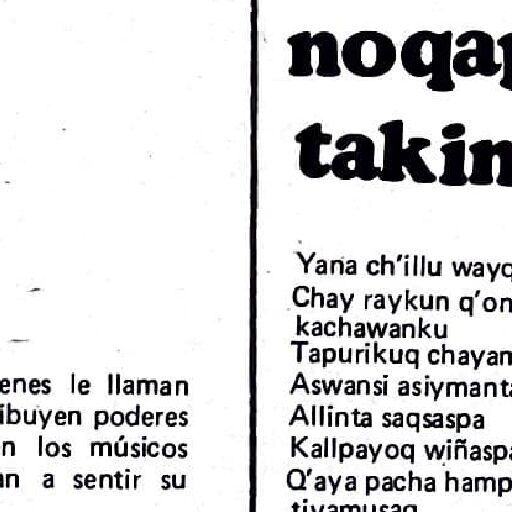 enes le llaman
ibuyen poderes
n los músicos
an a sentir su
noqap
takin
Yana ch'illu wayq
Chay raykun q'on
kachawanku
Tapurikuq chayan
Aswansi asiymanta
Allinta saqsaspa
Kallpayoq wiñaspa
Q'aya pacha hamp
tiyamusaq